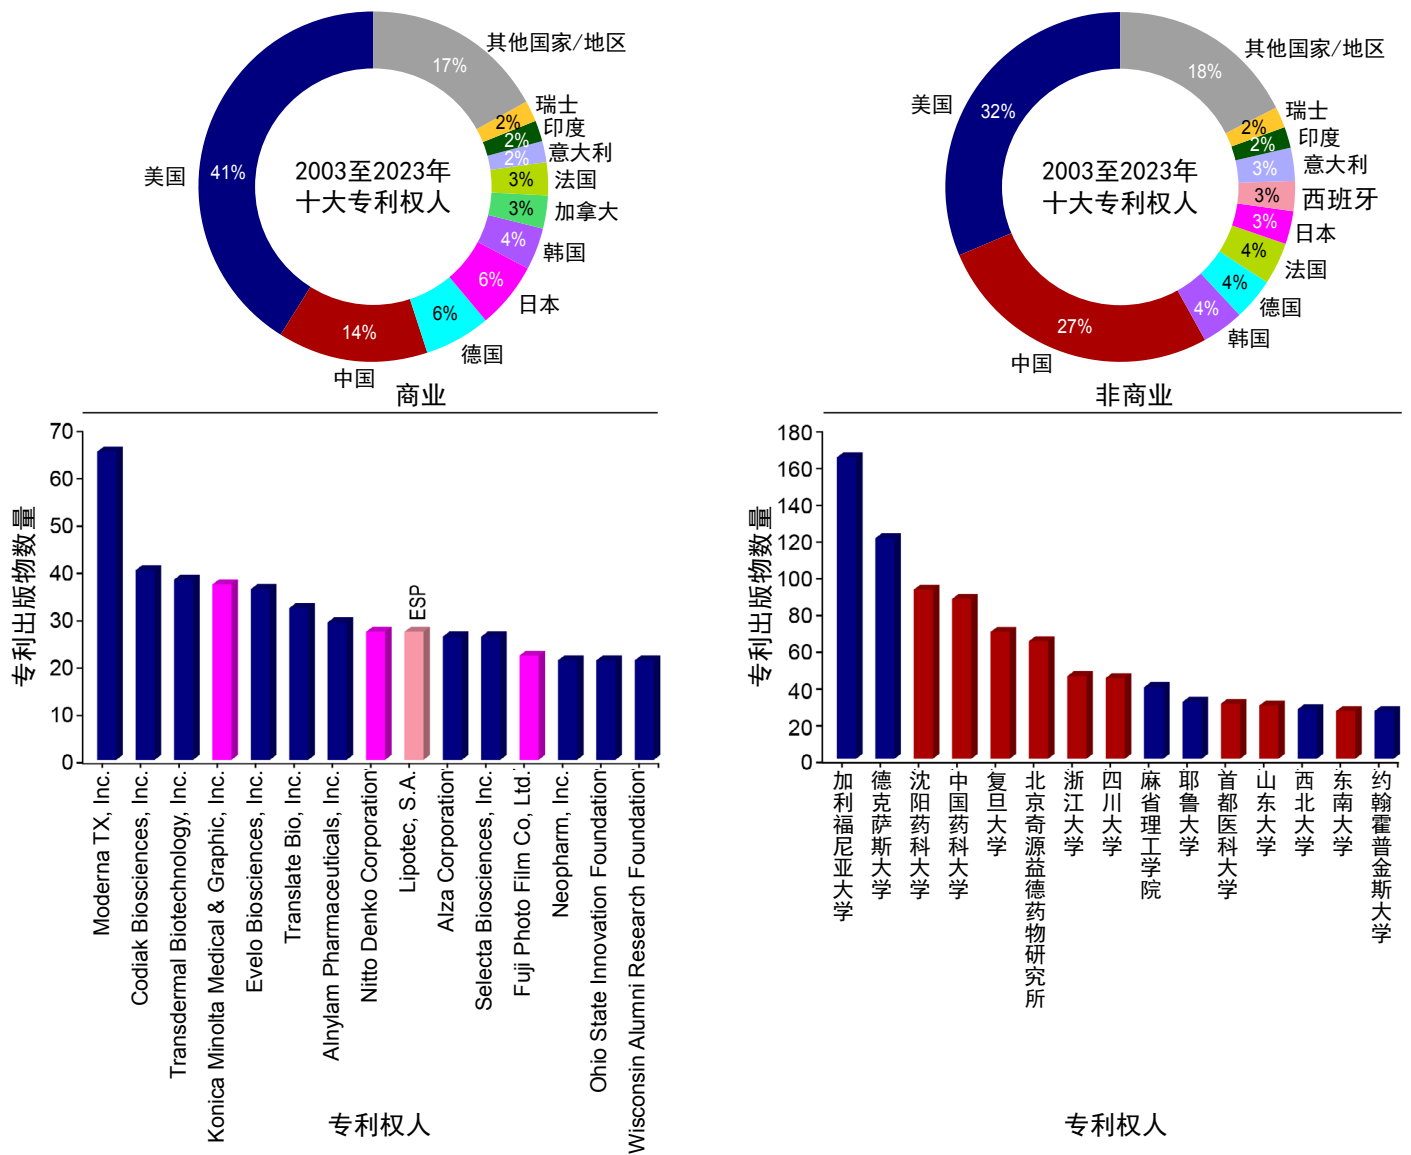 其他国家/地区
17%
瑞士
2%
印度
2%
意大利
2%
法国
3%
加拿大
3%
韩国
4%
日本
6%
德国
6%
中国
14%
美国
41%
2003至2023年
十大专利权人
商业
其他国家/地区
18%
瑞士
2%
印度
2%
意大利
3%
西班牙
3%
日本
3%
法国
4%
德国
4%
韩国
4%
中国
27%
美国
32%
2003至2023年
十大专利权人
非商业
专利出版物数量
70
60
50
40
30
20
10
0
ESP
Moderna TX, Inc.
Codiak Biosciences, Inc.
Transdermal Biotechnology, Inc.
Konica Minolta Medical & Graphic, Inc.
Evelo Biosciences, Inc.
Translate Bio, Inc.
Alnylam Pharmaceuticals, Inc.
Nitto Denko Corporation
Lipotec, S.A.
Alza Corporation
Selecta Biosciences, Inc.
Fuji Photo Film Co, Ltd.
Neopharm, Inc.
Ohio State Innovation Foundation
Wisconsin Alumni Research Foundation
专利权人
专利出版物数量
180
160
140
120
100
80
60
40
20
0
加利福尼亚大学
德克萨斯大学
沈阳药科大学
中国药科大学
复旦大学
北京奇源益德药物研究所
浙江大学
四川大学
麻省理工学院
耶鲁大学
首都医科大学
山东大学
西北大学
东南大学
约翰霍普金斯大学
专利权人